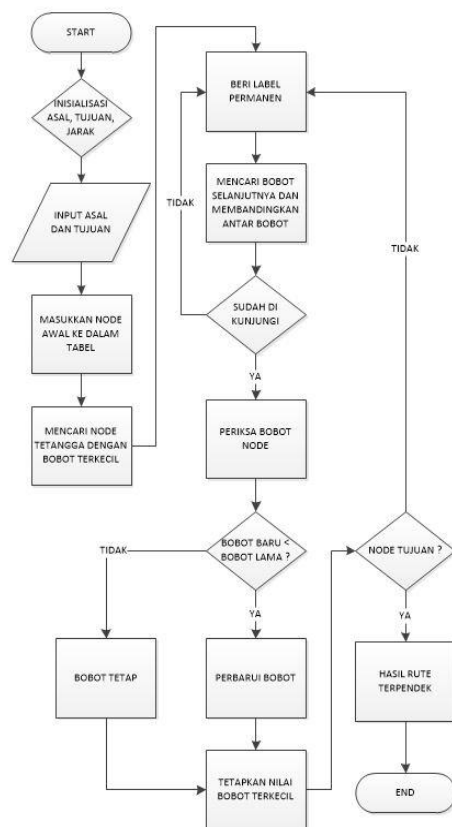 START
INISIALISASI
ASAL, TUJUAN,
JARAK
INPUT ASAL
DAN TUJUAN
MASUKKAN NODE
AWAL KE DALAM
TABEL
MENCARI NODE
TETANGGA DENGAN
BOBOT TERKECIL
BERI LABEL
PERMANEN
MENCARI BOBOT
SELANJUTNYA DAN
MEMBANDINGKAN
ANTAR BOBOT
TIDAK
SUDAH DI
KUNJUNGI
YA
PERIKSA BOBOT
NODE
BOBOT BARU <
BOBOT LAMA ?
TIDAK
YA
BOBOT TETAP
PERBARUI BOBOT
TETAPKAN NILAI
BOBOT TERKECIL
TIDAK
NODE TUJUAN ?
YA
HASIL RUTE
TERPENDEK
END